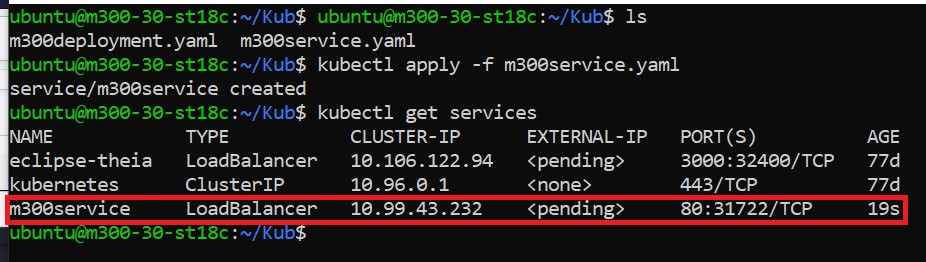 ubuntu@m300-30-st18c:~/Kub$ ubuntu@m300-30-st18c:~/Kub$ ls
m300deployment.yaml  m300service.yaml
ubuntu@m300-30-st18c:~/Kub$ kubectl apply -f m300service.yaml
service/m300service created
ubuntu@m300-30-st18c:~/Kub$ kubectl get services
NAME            TYPE           CLUSTER-IP      EXTERNAL-IP   PORT(S)          AGE
eclipse-theia   LoadBalancer   10.106.122.94   <pending>     3000:32400/TCP   77d
kubernetes      ClusterIP      10.96.0.1       <none>        443/TCP          77d
m300service     LoadBalancer   10.99.43.232    <pending>     80:31722/TCP     19s
ubuntu@m300-30-st18c:~/Kub$